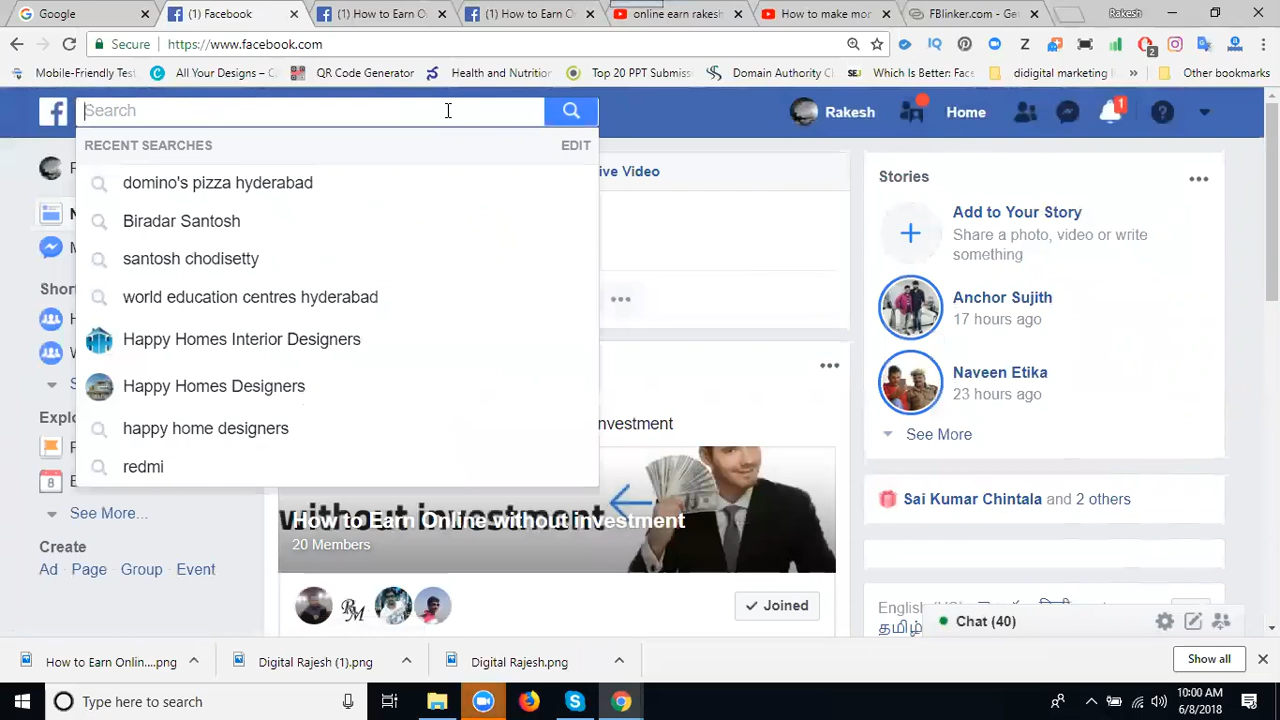 Google
(1) Facebook
(1) How to Earn O
(1) How to Earn
online earn rakes
How to make mo
FBlinker.com - Ge
Rakesh
Secure
https://www.facebook.com
Mobile-Friendly Test
All Your Designs – C
QR Code Generator
Health and Nutritio
Top 20 PPT Submiss
Domain Authority C
Which Is Better: Fac
didigital marketing
Other bookmarks
Search
Rakesh
Home
1
RECENT SEARCHES
EDIT
domino's pizza hyderabad
Biradar Santosh
santosh chodisetty
world education centres hyderabad
Happy Homes Interior Designers
Happy Homes Designers
happy home designers
redmi
ive Video
Stories
Add to Your Story
Share a photo, video or write
something
Anchor Sujith
17 hours ago
Naveen Etika
23 hours ago
See More
Shor
Explo
See More...
Create
Ad · Page · Group · Event
nvestment
without investment
How to Earn Online without investment
20 Members
Joined
Sai Kumar Chintala and 2 others
Chat (40)
How to Earn Onlin....png
Digital Rajesh (1).png
Digital Rajesh.png
Show all
Type here to search
10:00 AM
6/8/2018